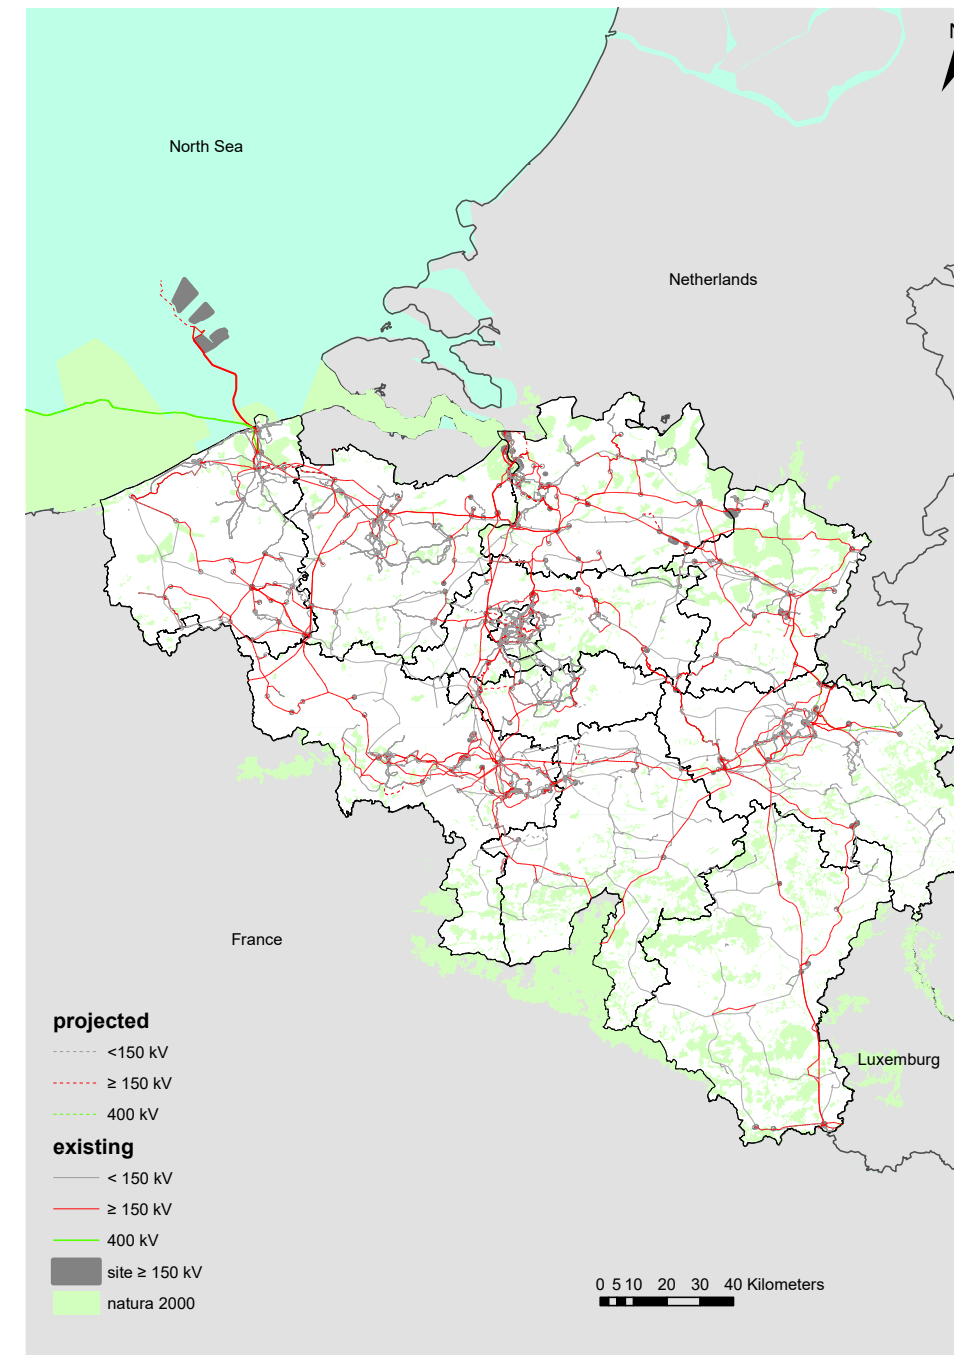 N
North Sea
Netherlands
France
Luxemburg
projected
<150 kV
≥ 150 kV
400 kV
existing
< 150 kV
≥ 150 kV
400 kV
site ≥ 150 kV
natura 2000
0 5 10 20 30 40 Kilometers